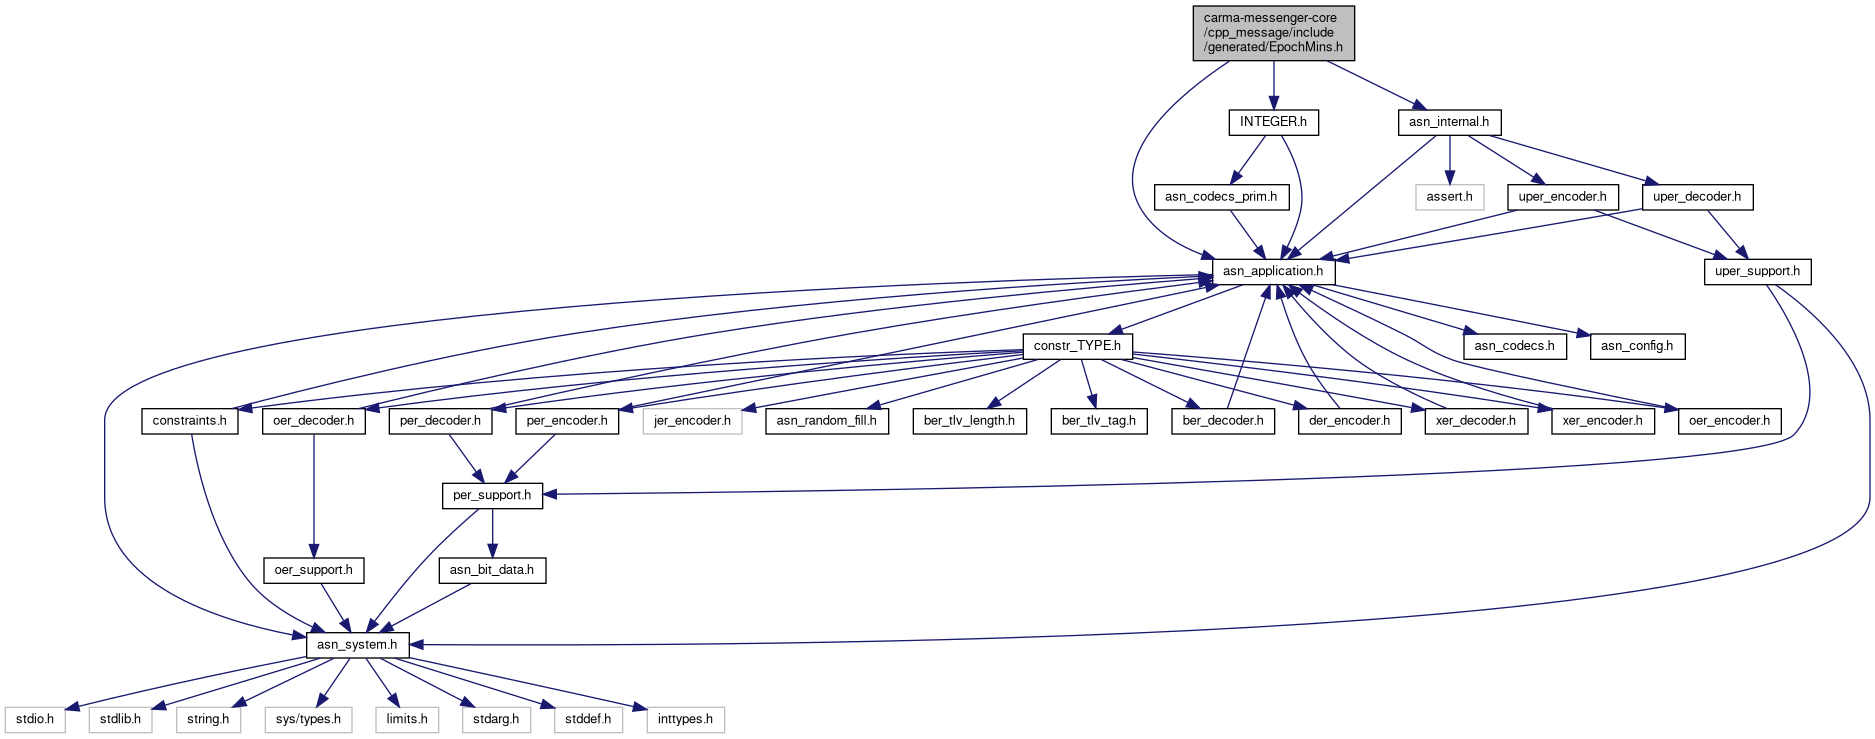 carma-messenger-core
/cpp_message/include
/generated/EpochMins.h
INTEGER.h
asn_internal.h
asn_codecs_prim.h
assert.h
uper_encoder.h
uper_decoder.h
asn_application.h
uper_support.h
constr_TYPE.h
asn_codecs.h
asn_config.h
constraints.h
oer_decoder.h
per_decoder.h
per_encoder.h
jer_encoder.h
asn_random_fill.h
ber_tlv_length.h
ber_tlv_tag.h
ber_decoder.h
der_encoder.h
xer_decoder.h
xer_encoder.h
oer_encoder.h
per_support.h
oer_support.h
asn_bit_data.h
asn_system.h
stdio.h
stdlib.h
string.h
sys/types.h
limits.h
stdarg.h
stddef.h
inttypes.h